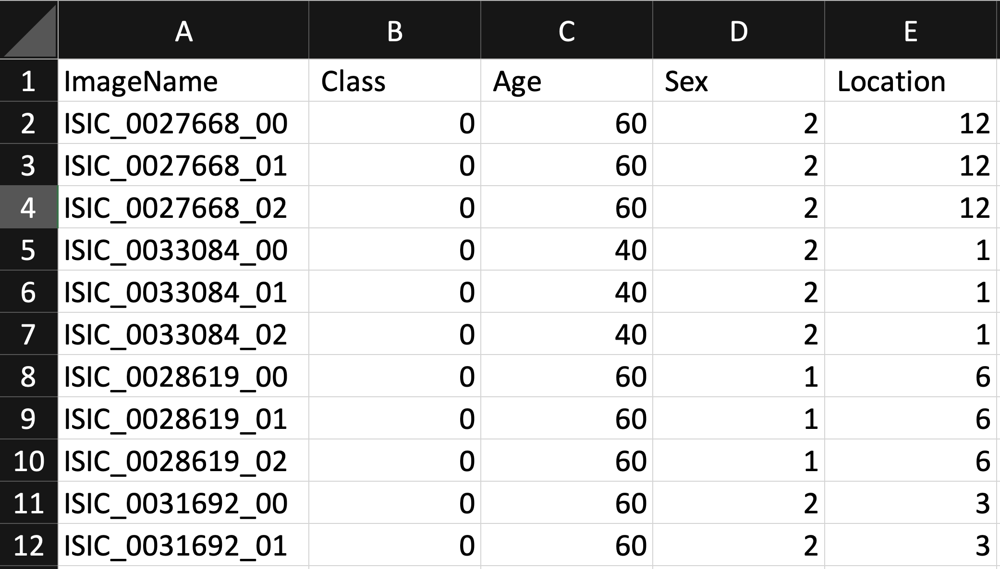 A B C D E
1 ImageName Class Age Sex Location
2 ISIC_0027668_00 0 60 2 12
3 ISIC_0027668_01 0 60 2 12
4 ISIC_0027668_02 0 60 2 12
5 ISIC_0033084_00 0 40 2 1
6 ISIC_0033084_01 0 40 2 1
7 ISIC_0033084_02 0 40 2 1
8 ISIC_0028619_00 0 60 1 6
9 ISIC_0028619_01 0 60 1 6
10 ISIC_0028619_02 0 60 1 6
11 ISIC_0031692_00 0 60 2 3
12 ISIC_0031692_01 0 60 2 3